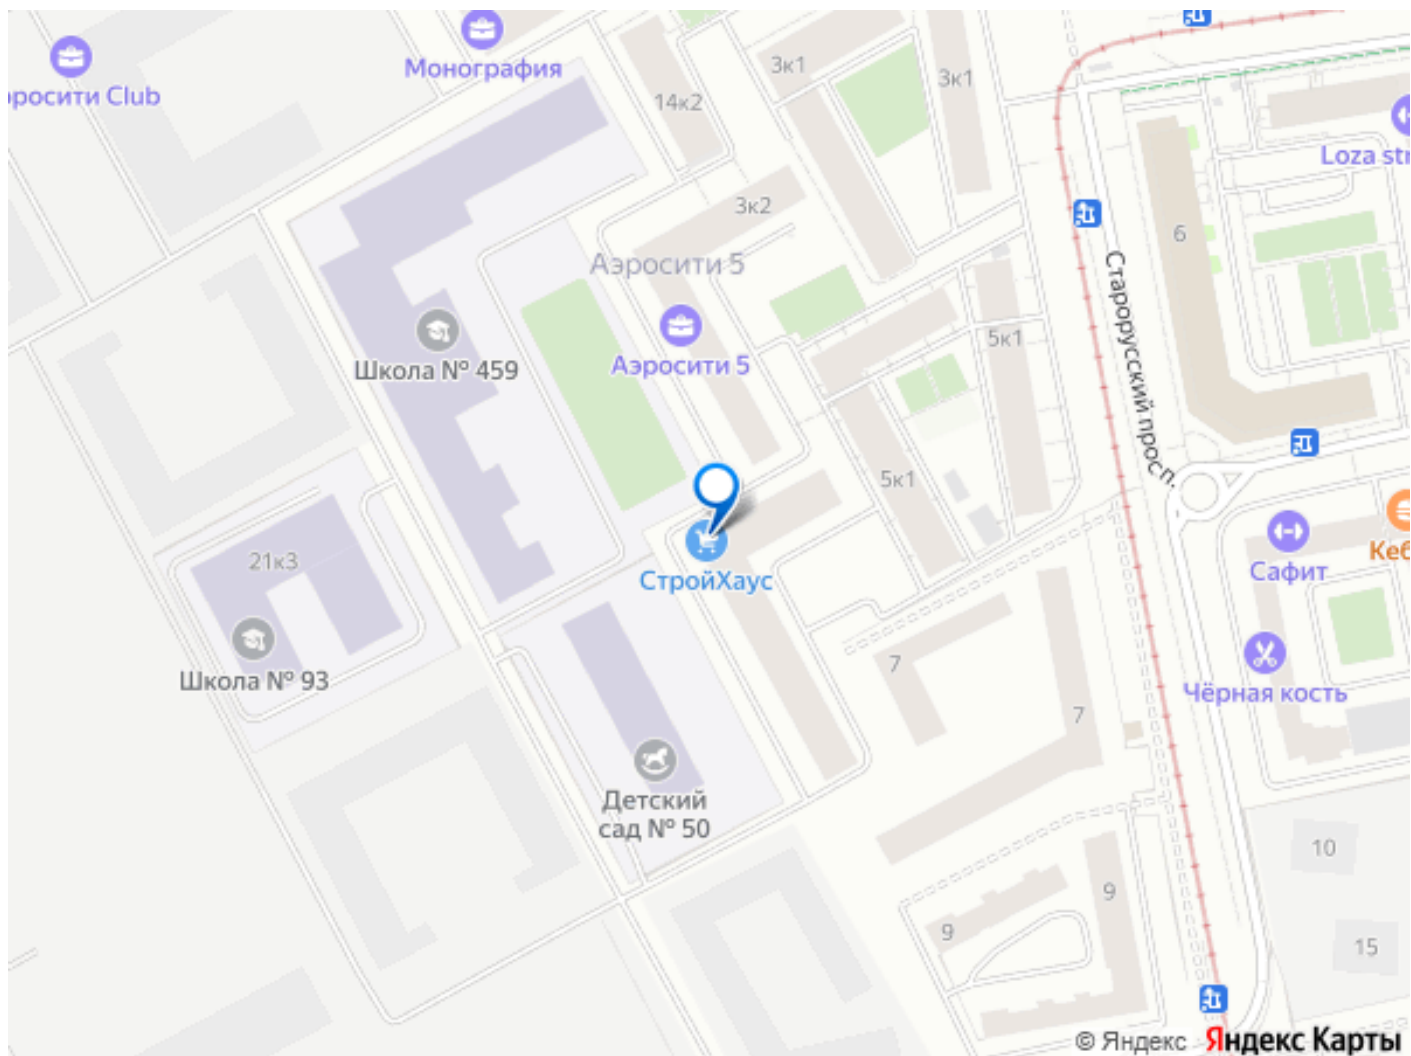 Монография
3к1
3к1
эросити Club
14к2
Loza str
3к2
6
Аэросити 5
Старорусский просп.
5к1
Школа № 459
Аэросити 5
5к1
Кеб
21к3
СтройХаус
Сафит
Школа № 93
7
Чёрная кость
7
Детский
сад № 50
10
9
9
15
© Яндекс Яндекс Карты